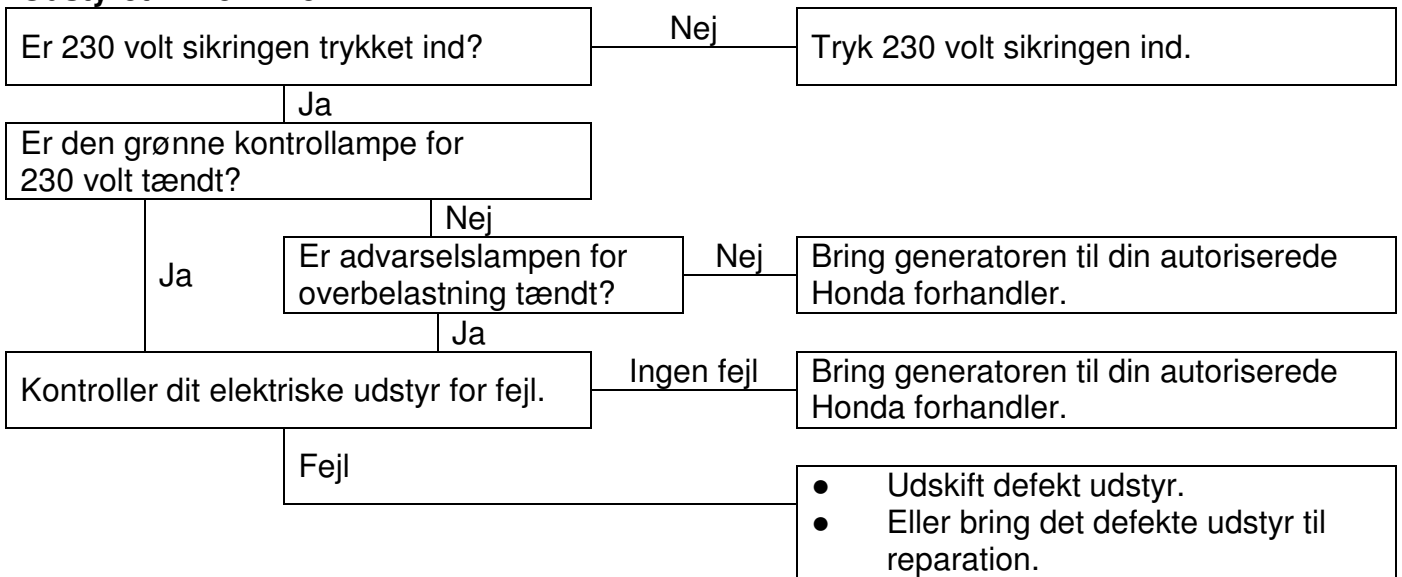 Er 230 volt sikringen trykket ind?
Nej
Tryk 230 volt sikringen ind.
Ja
Er den grønne kontrollampe for
230 volt tændt?
Nej
Ja
Er advarselslampen for
overbelastning tændt?
Nej
Bring generatoren til din autoriserede
Honda forhandler.
Ja
Kontroller dit elektriske udstyr for fejl.
Ingen fejl
Bring generatoren til din autoriserede
Honda forhandler.
Fejl
● Udskift defekt udstyr.
● Eller bring det defekte udstyr til
reparation.